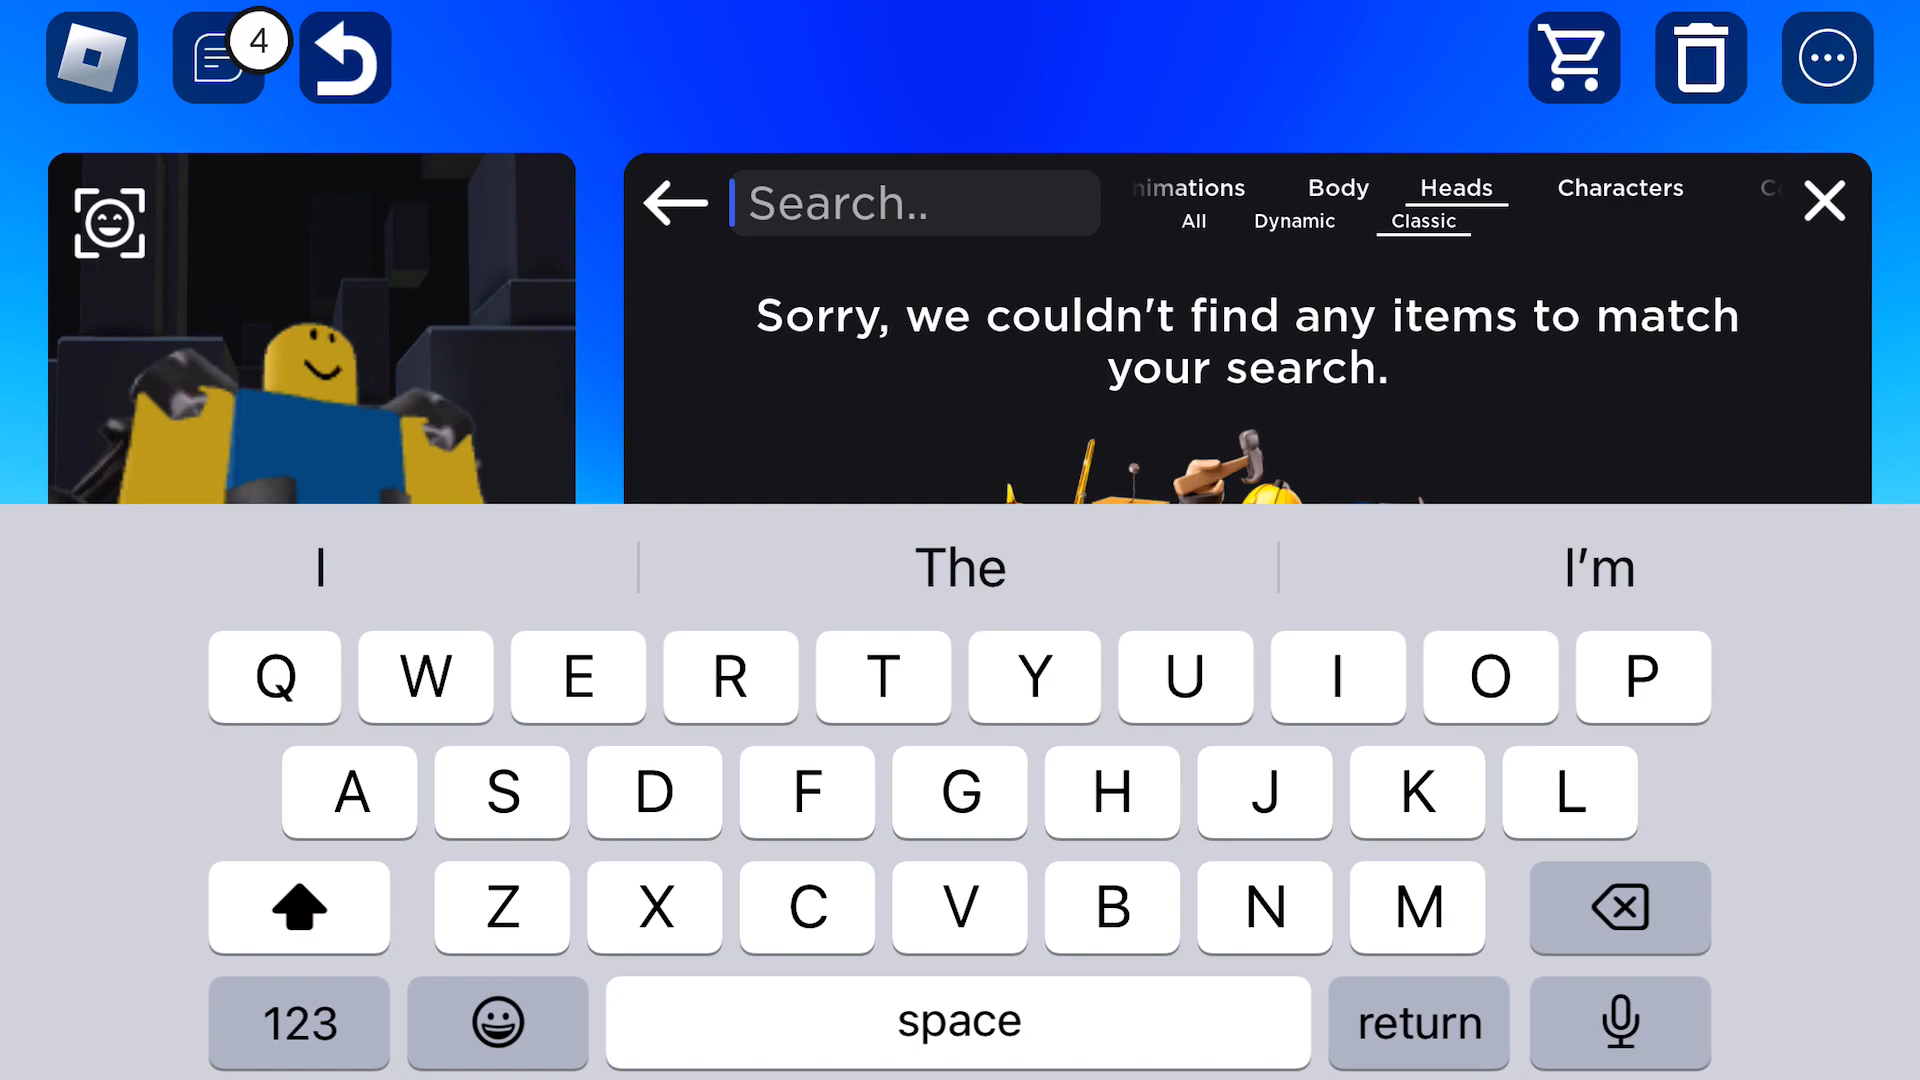 4
Search..
nimations Body Heads Characters
All Dynamic Classic
Sorry, we couldn't find any items to match
your search.
I The I'm
Q W E R T Y U I O P
A S D F G H J K L
Z X C V B N M
123 space return